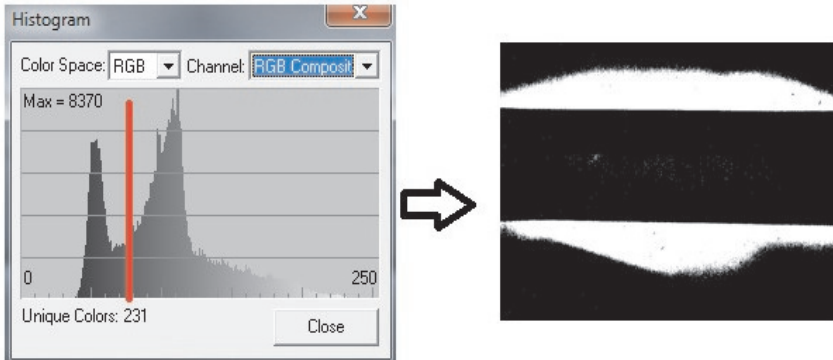 Histogram
Color Space: RGB Channel: RGB Composit
Max = 8370
0 250
Unique Colors: 231
Close